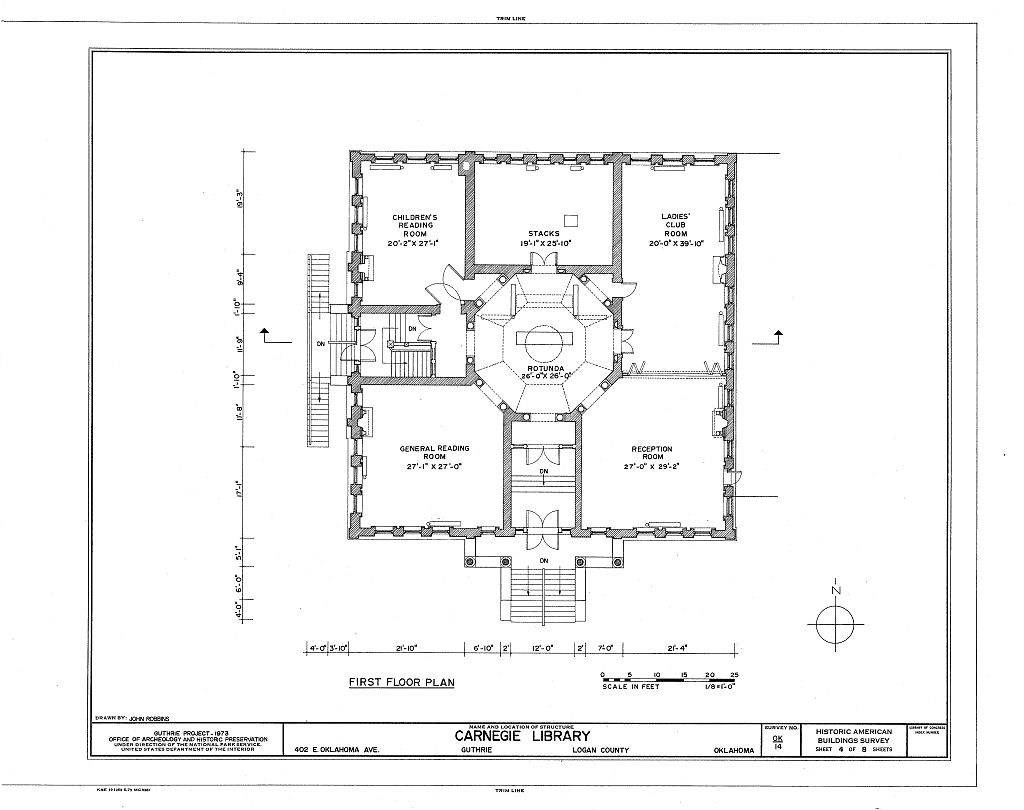 TRIM LINE
CHILDREN'S
READING
ROOM
20'-2" X 27'-1"
STACKS
19'-1" X 25'-10"
LADIES'
CLUB
ROOM
20'-0" X 39'-10"
DN
DN
ROTUNDA
26'-0" X 26'-0"
GENERAL READING
ROOM
27'-1" X 27'-0"
RECEPTION
ROOM
27'-0" X 29'-2"
DN
DN
19'-3"
9'-4"
1'-10"
11'-9"
1'-10"
17'-8"
17'-1"
5'-1"
6'-0"
4'-0"
4'-0" 3'-10" 21'-10" 6'-10" 2' 12'-0" 2' 7'-0" 21'-4"
N
FIRST FLOOR PLAN
0 5 10 15 20 25
SCALE IN FEET 1/8"=1'-0"
DRAWN BY: JOHN ROBBINS
GUTHRIE PROJECT - 1973
OFFICE OF ARCHEOLOGY AND HISTORIC PRESERVATION
UNDER DIRECTION OF THE NATIONAL PARK SERVICE,
UNITED STATES DEPARTMENT OF THE INTERIOR
NAME AND LOCATION OF STRUCTURE
CARNEGIE LIBRARY
402 E. OKLAHOMA AVE. GUTHRIE LOGAN COUNTY OKLAHOMA
SURVEY NO.
OK
14
HISTORIC AMERICAN
BUILDINGS SURVEY
SHEET 4 OF 8 SHEETS
LIBRARY OF CONGRESS
INDEX NUMBER
TRIM LINE